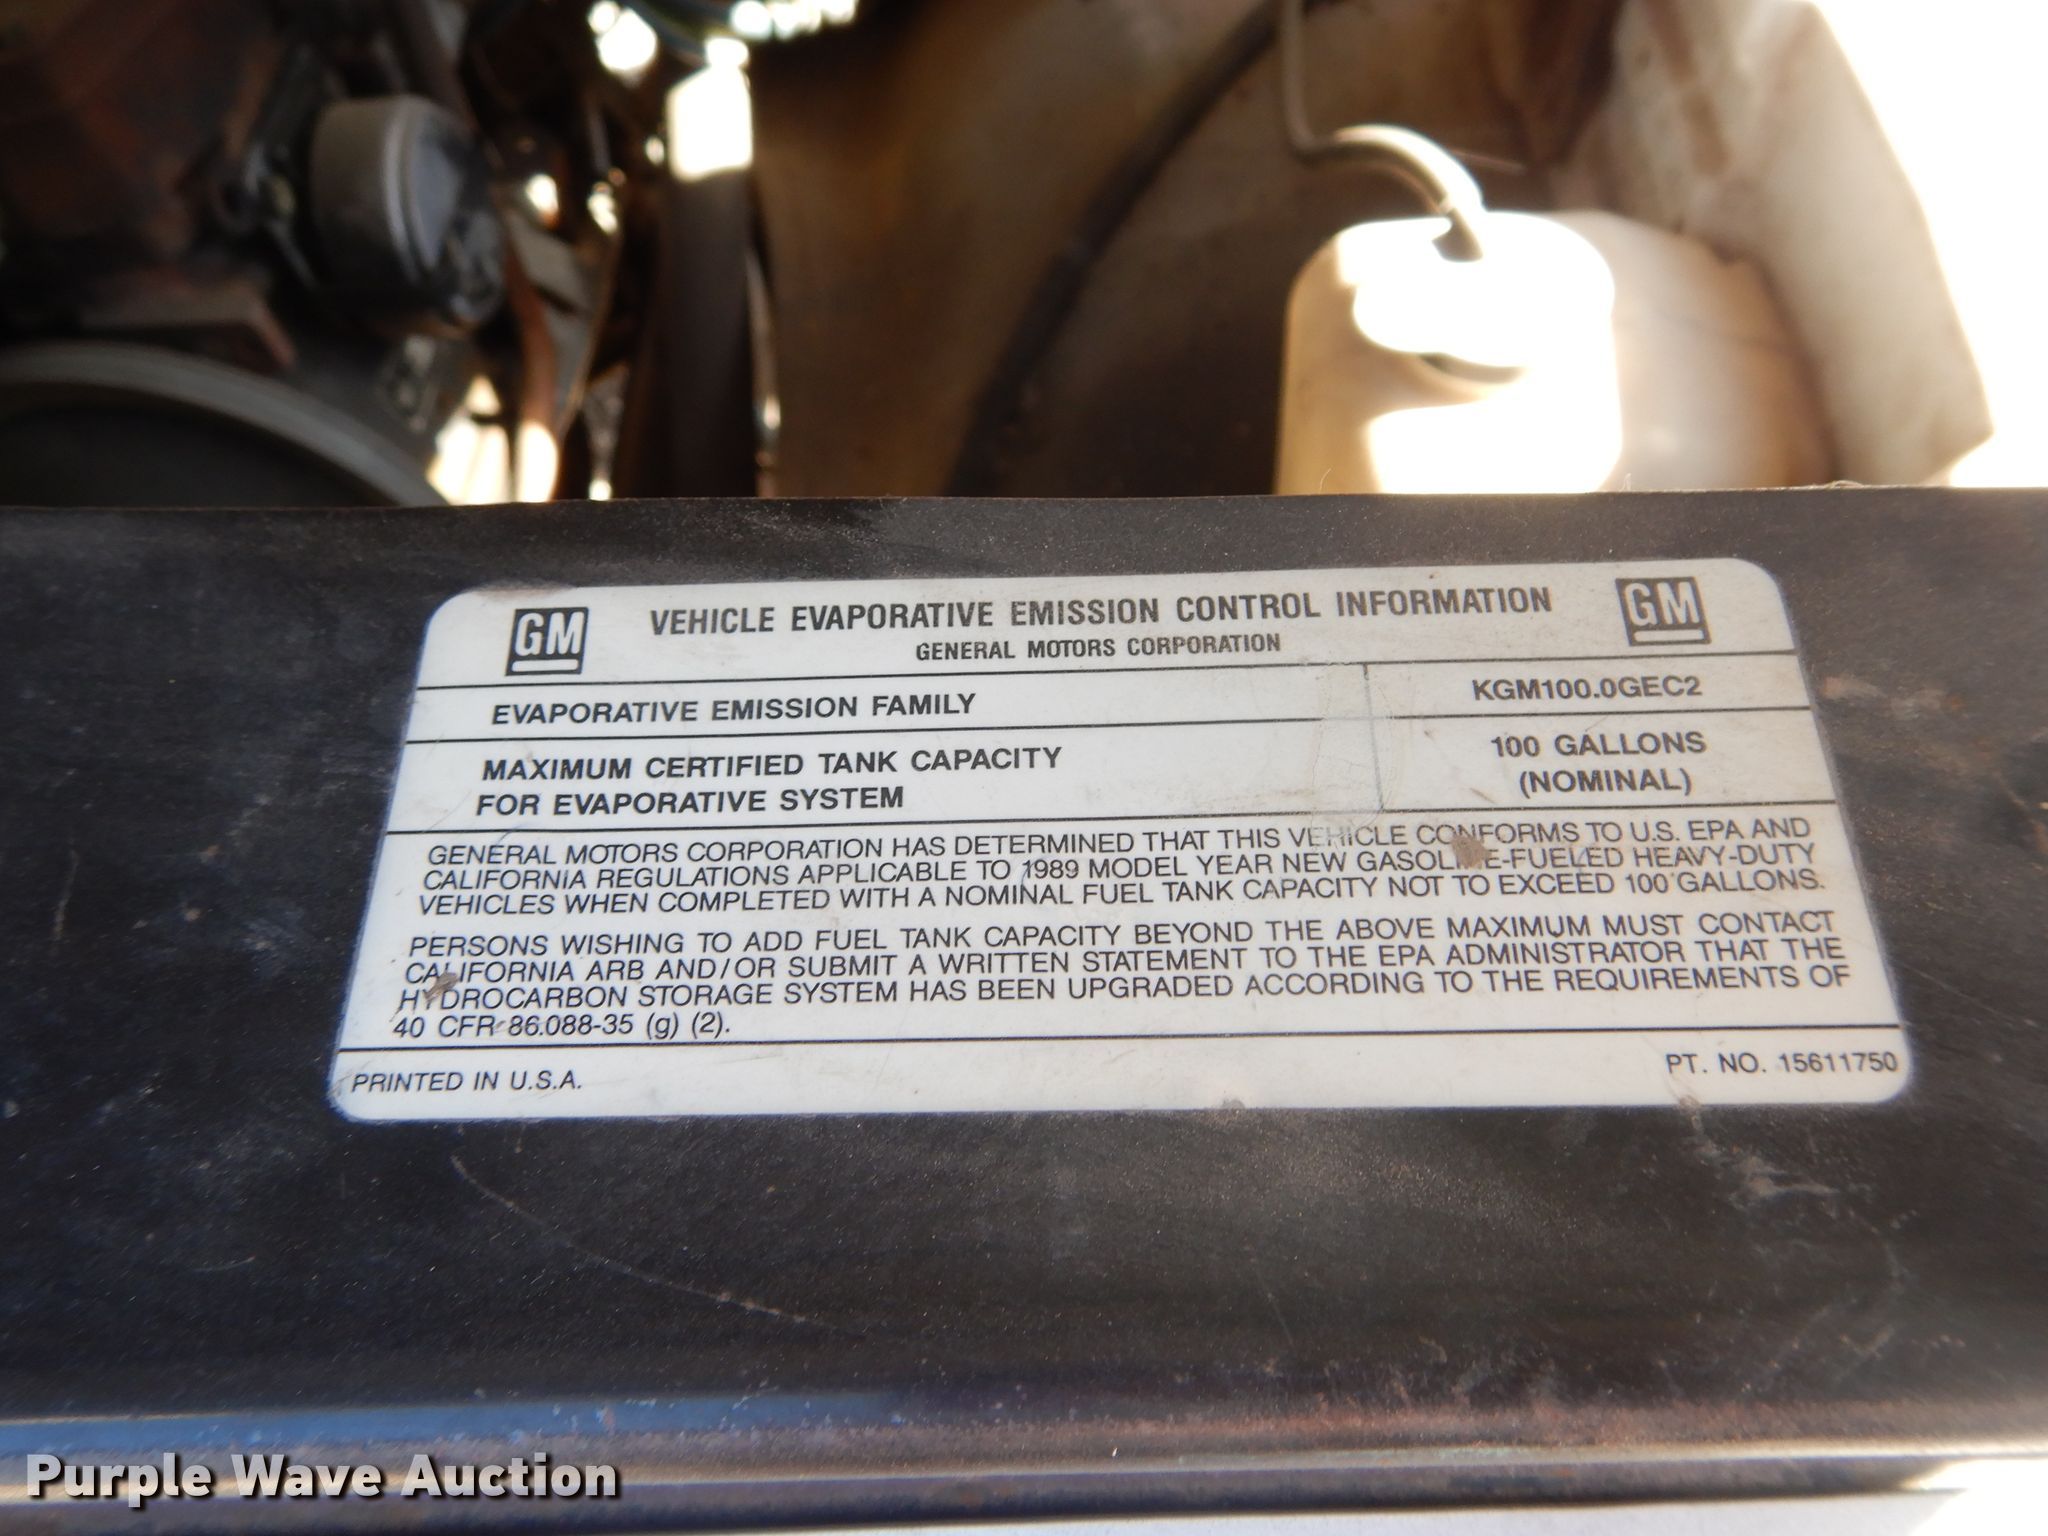 GM VEHICLE EVAPORATIVE EMISSION CONTROL INFORMATION GM
GENERAL MOTORS CORPORATION
EVAPORATIVE EMISSION FAMILY KGM100.0GEC2
MAXIMUM CERTIFIED TANK CAPACITY 100 GALLONS
FOR EVAPORATIVE SYSTEM (NOMINAL)
GENERAL MOTORS CORPORATION HAS DETERMINED THAT THIS VEHICLE CONFORMS TO U.S. EPA AND
CALIFORNIA REGULATIONS APPLICABLE TO 1989 MODEL YEAR NEW GASOLINE-FUELED HEAVY-DUTY
VEHICLES WHEN COMPLETED WITH A NOMINAL FUEL TANK CAPACITY NOT TO EXCEED 100 GALLONS.
PERSONS WISHING TO ADD FUEL TANK CAPACITY BEYOND THE ABOVE MAXIMUM MUST CONTACT
CALIFORNIA ARB AND/OR SUBMIT A WRITTEN STATEMENT TO THE EPA ADMINISTRATOR THAT THE
HYDROCARBON STORAGE SYSTEM HAS BEEN UPGRADED ACCORDING TO THE REQUIREMENTS OF
40 CFR 86.088-35 (g) (2).
PRINTED IN U.S.A. PT. NO. 15611750
Purple Wave Auction